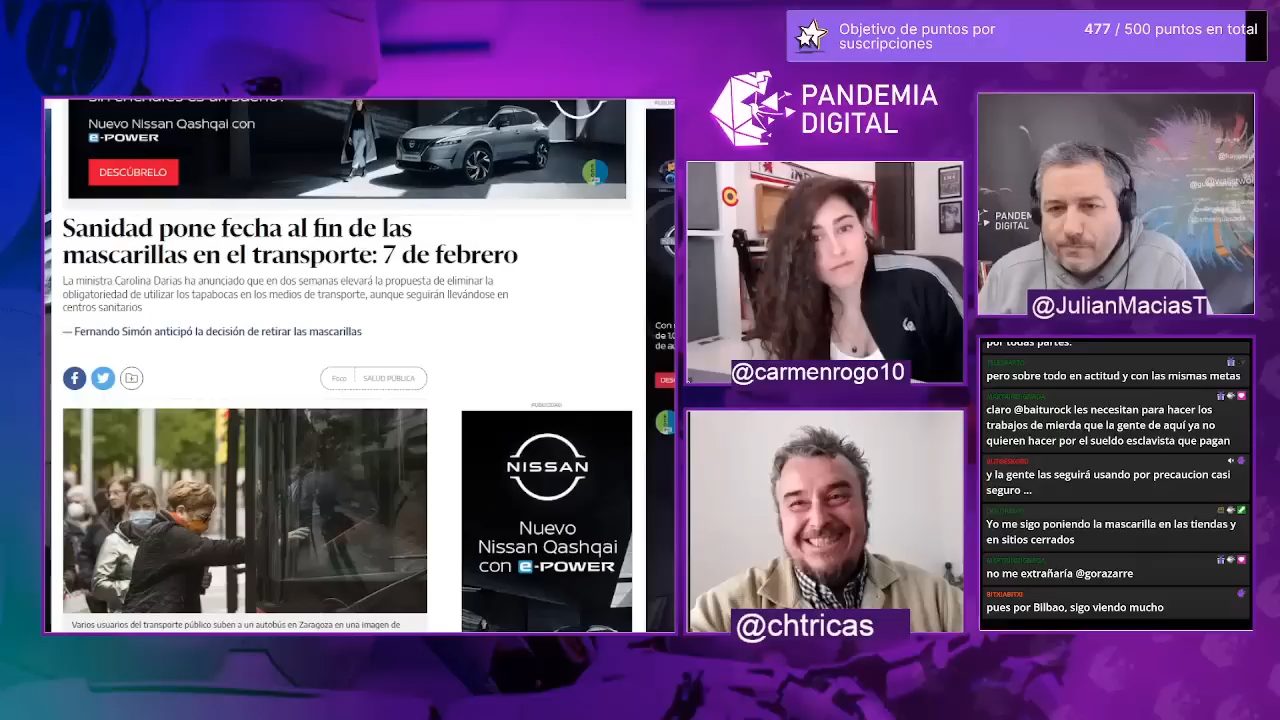 Objetivo de puntos por
suscripciones
477 / 500 puntos en total
Nuevo Nissan Qashqai con
e-POWER
DESCÚBRELO
Sanidad pone fecha al fin de las
mascarillas en el transporte: 7 de febrero
La ministra Carolina Darias ha anunciado que en dos semanas elevará la propuesta de eliminar la
obligatoriedad de utilizar los tapabocas en los medios de transporte, aunque seguirán llevándose en
centros sanitarios
— Fernando Simón anticipó la decisión de retirar las mascarillas
Foco
SALUD PÚBLICA
PUBLICIDAD
NISSAN
Nuevo
Nissan Qashqai
con e-POWER
Varios usuarios del transporte público suben a un autobús en Zaragoza en una imagen de
PANDEMIA
DIGITAL
@carmenrogo10
PANDEM
DIGITAL
@JulianMaciasT
@chtricas
por todas partes.
pero sobre todo en actitud y con las mismas metas
claro @baiturock les necesitan para hacer los
trabajos de mierda que la gente de aquí ya no
quieren hacer por el sueldo esclavista que pagan
y la gente las seguirá usando por precaucion casi
seguro ...
Yo me sigo poniendo la mascarilla en las tiendas y
en sitios cerrados
no me extrañaría @gorazarre
BITXIABITXI
pues por Bilbao, sigo viendo mucho